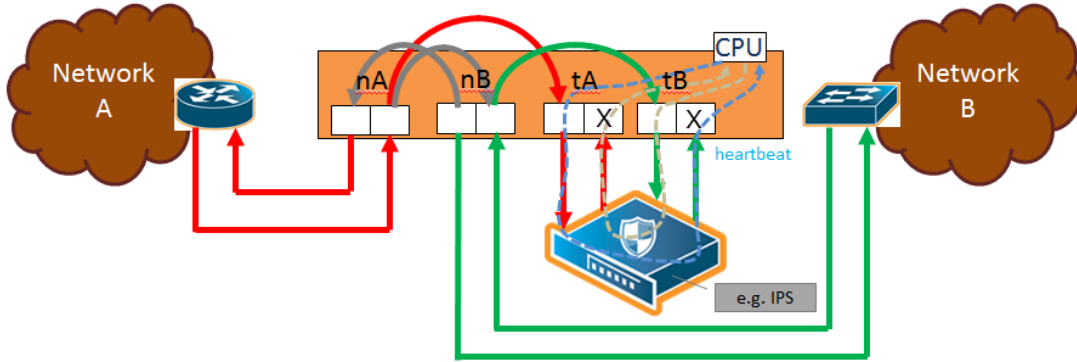 Network
A
nA
nB
tA
tB
CPU
Network
B
X
X
heartbeat
e.g. IPS